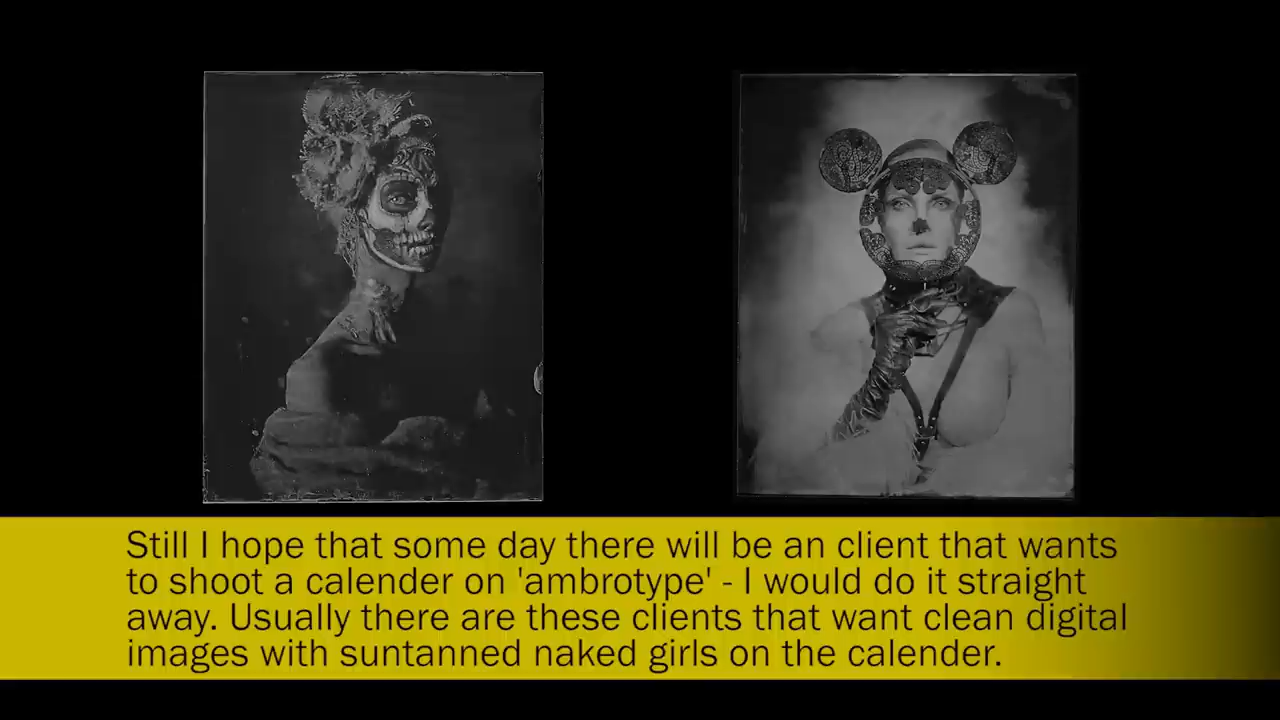 Still I hope that some day there will be an client that wants
to shoot a calender on 'ambrotype' - I would do it straight
away. Usually there are these clients that want clean digital
images with suntanned naked girls on the calender.